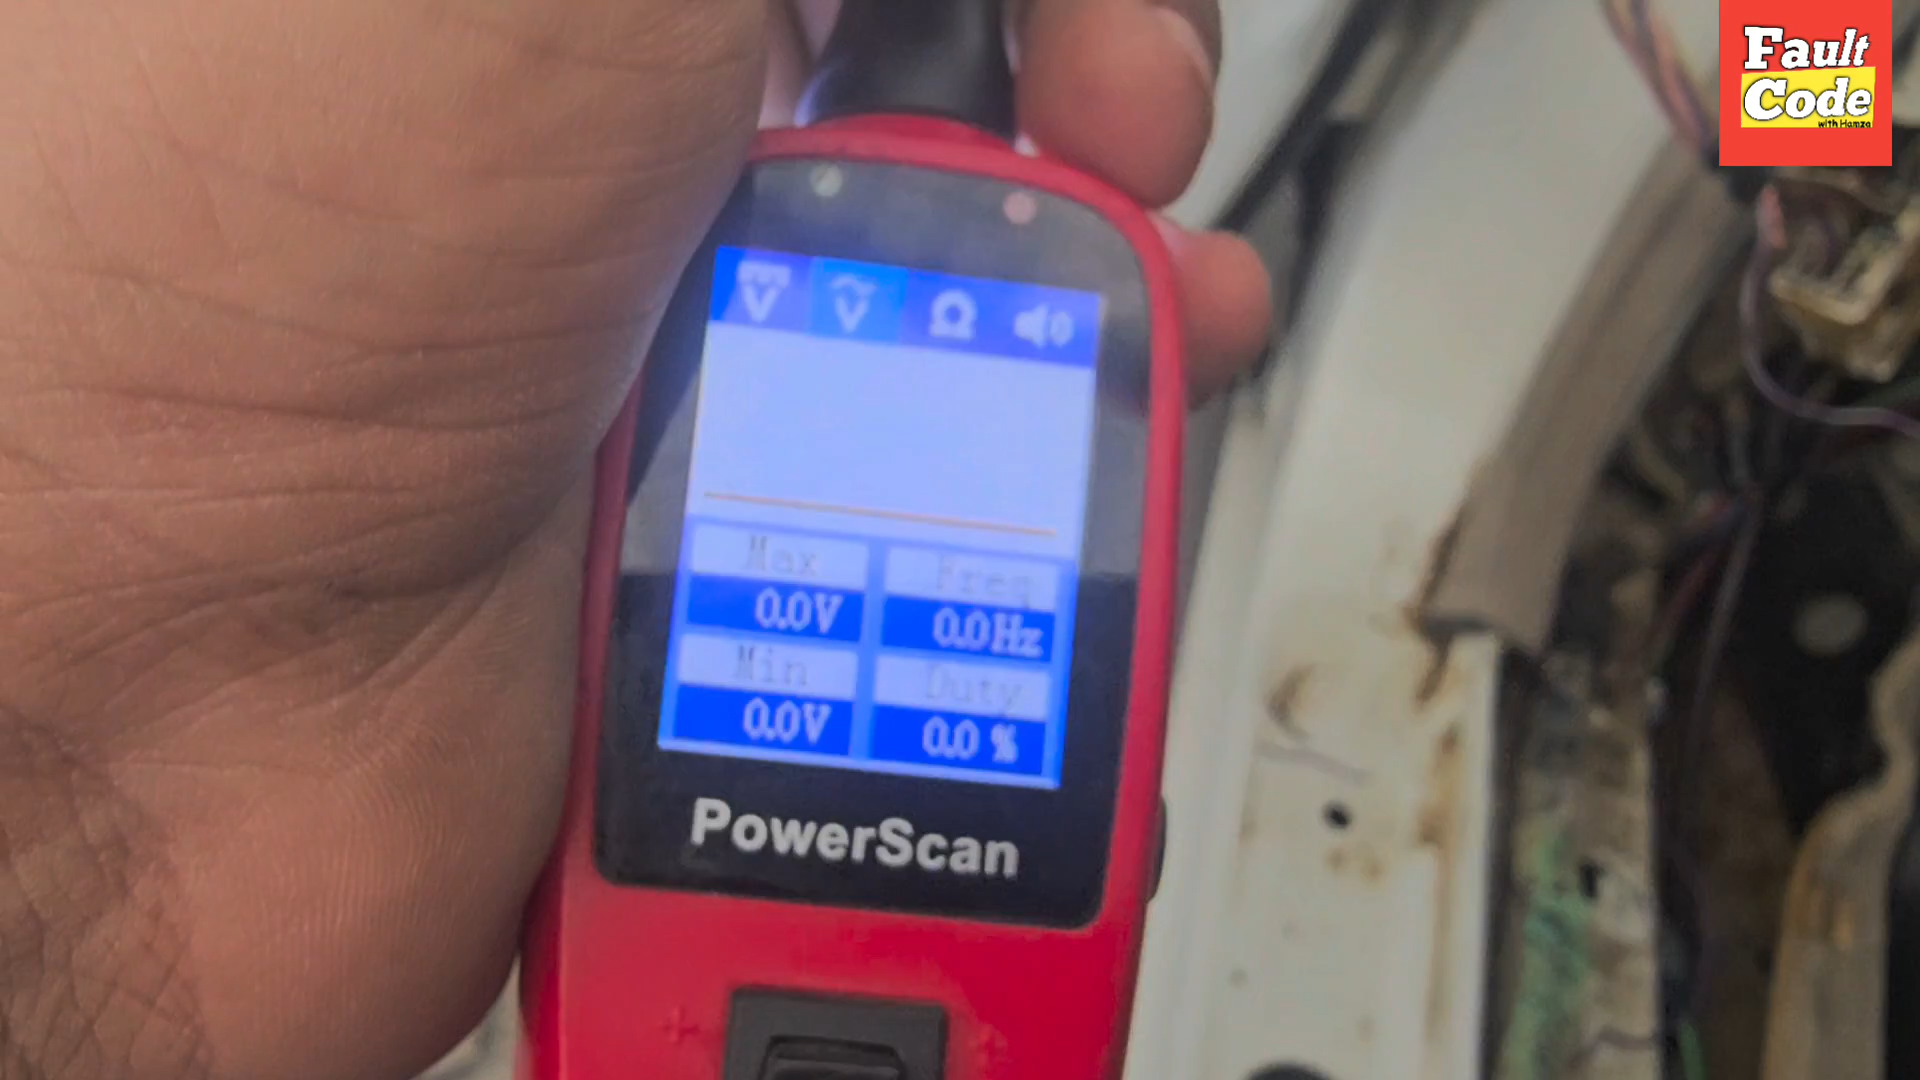 Fault
Code
with Hamza
V V Ω
Max Freq
0.0V 0.0Hz
Min Duty
0.0V 0.0 %
PowerScan
+ -